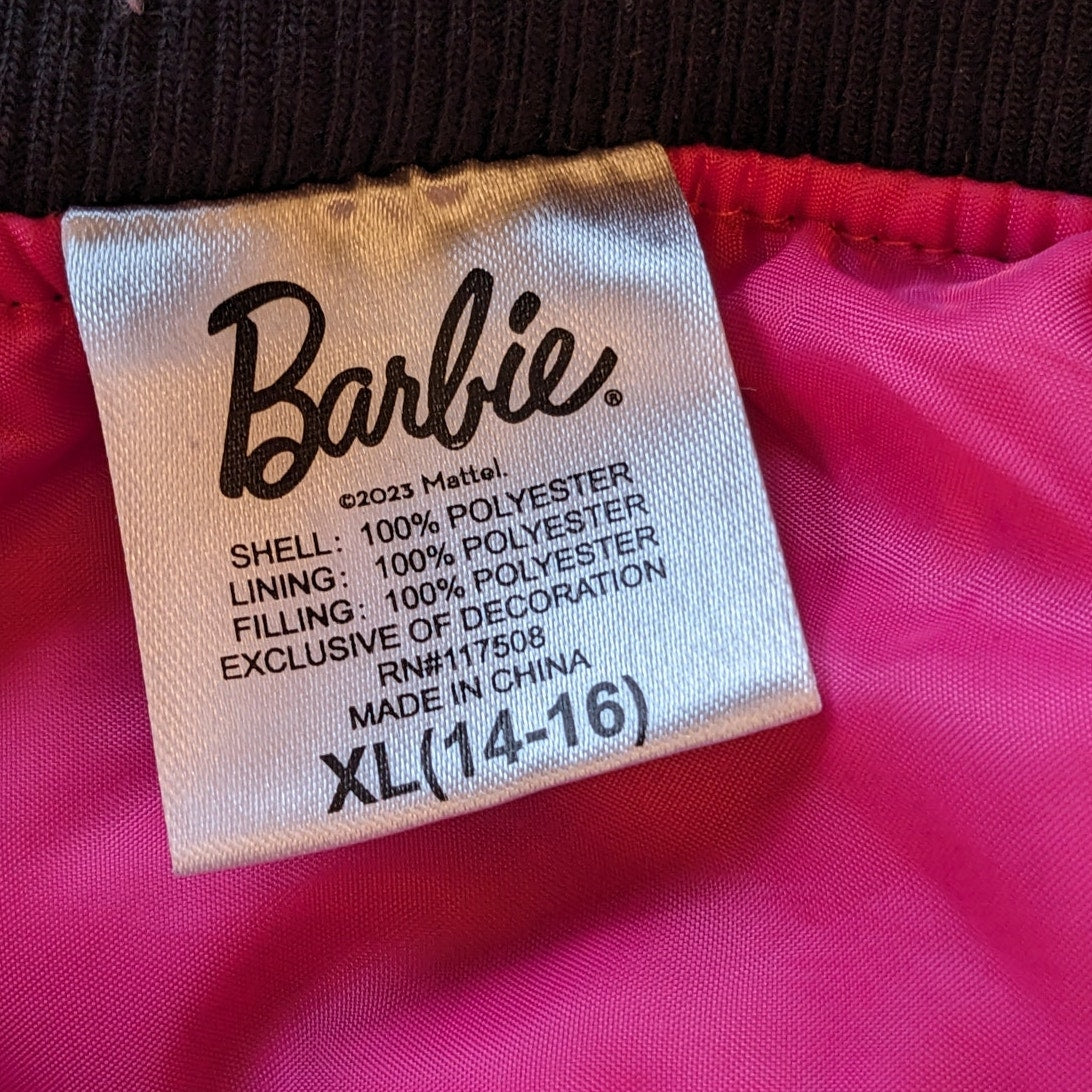 Barbie®
©2023 Mattel.
SHELL: 100% POLYESTER
LINING: 100% POLYESTER
FILLING: 100% POLYESTER
EXCLUSIVE OF DECORATION
RN#117508
MADE IN CHINA
XL(14-16)